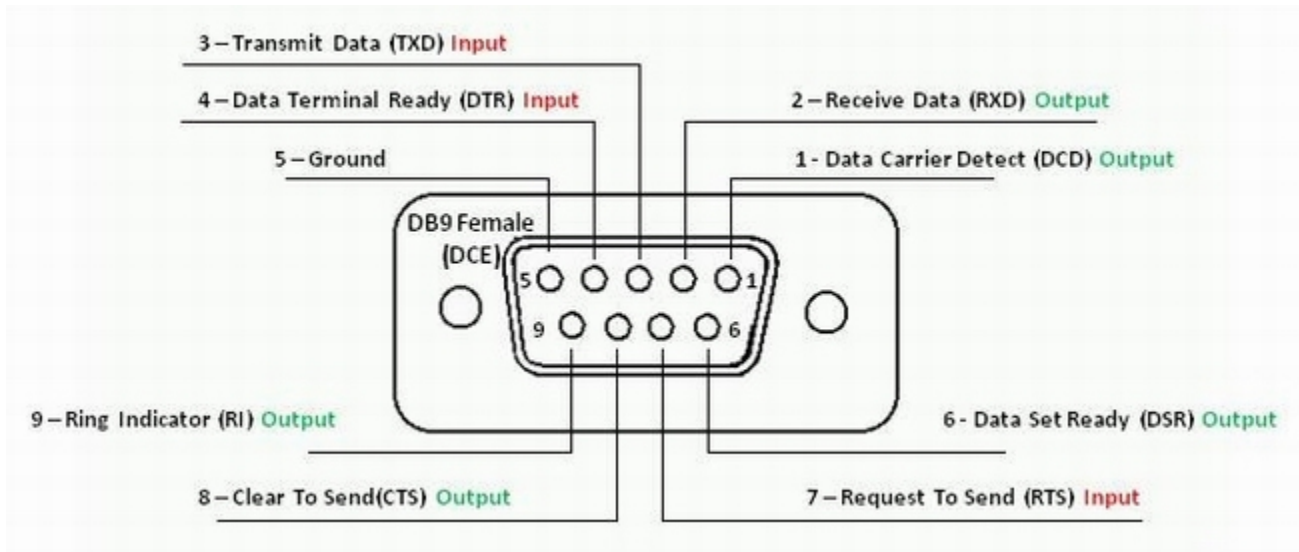 3 – Transmit Data (TXD) Input
4 – Data Terminal Ready (DTR) Input
2 – Receive Data (RXD) Output
5 – Ground
1 - Data Carrier Detect (DCD) Output
DB9 Female
(DCE)
5 1
9 6
9 – Ring Indicator (RI) Output
6 - Data Set Ready (DSR) Output
8 – Clear To Send(CTS) Output
7 – Request To Send (RTS) Input